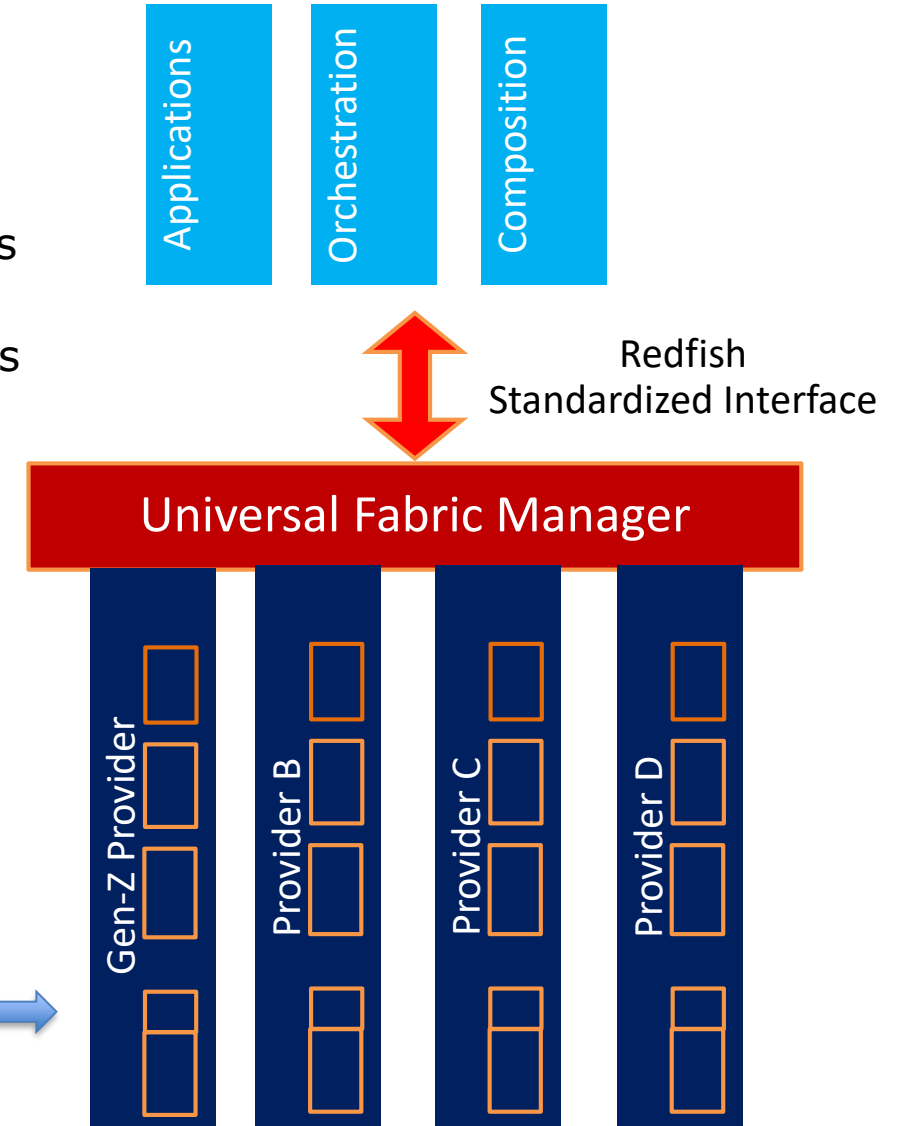 Applications
Orchestration
Composition
s
s
Redfish
Standardized Interface
Universal Fabric Manager
Gen-Z Provider
Provider B
Provider C
Provider D